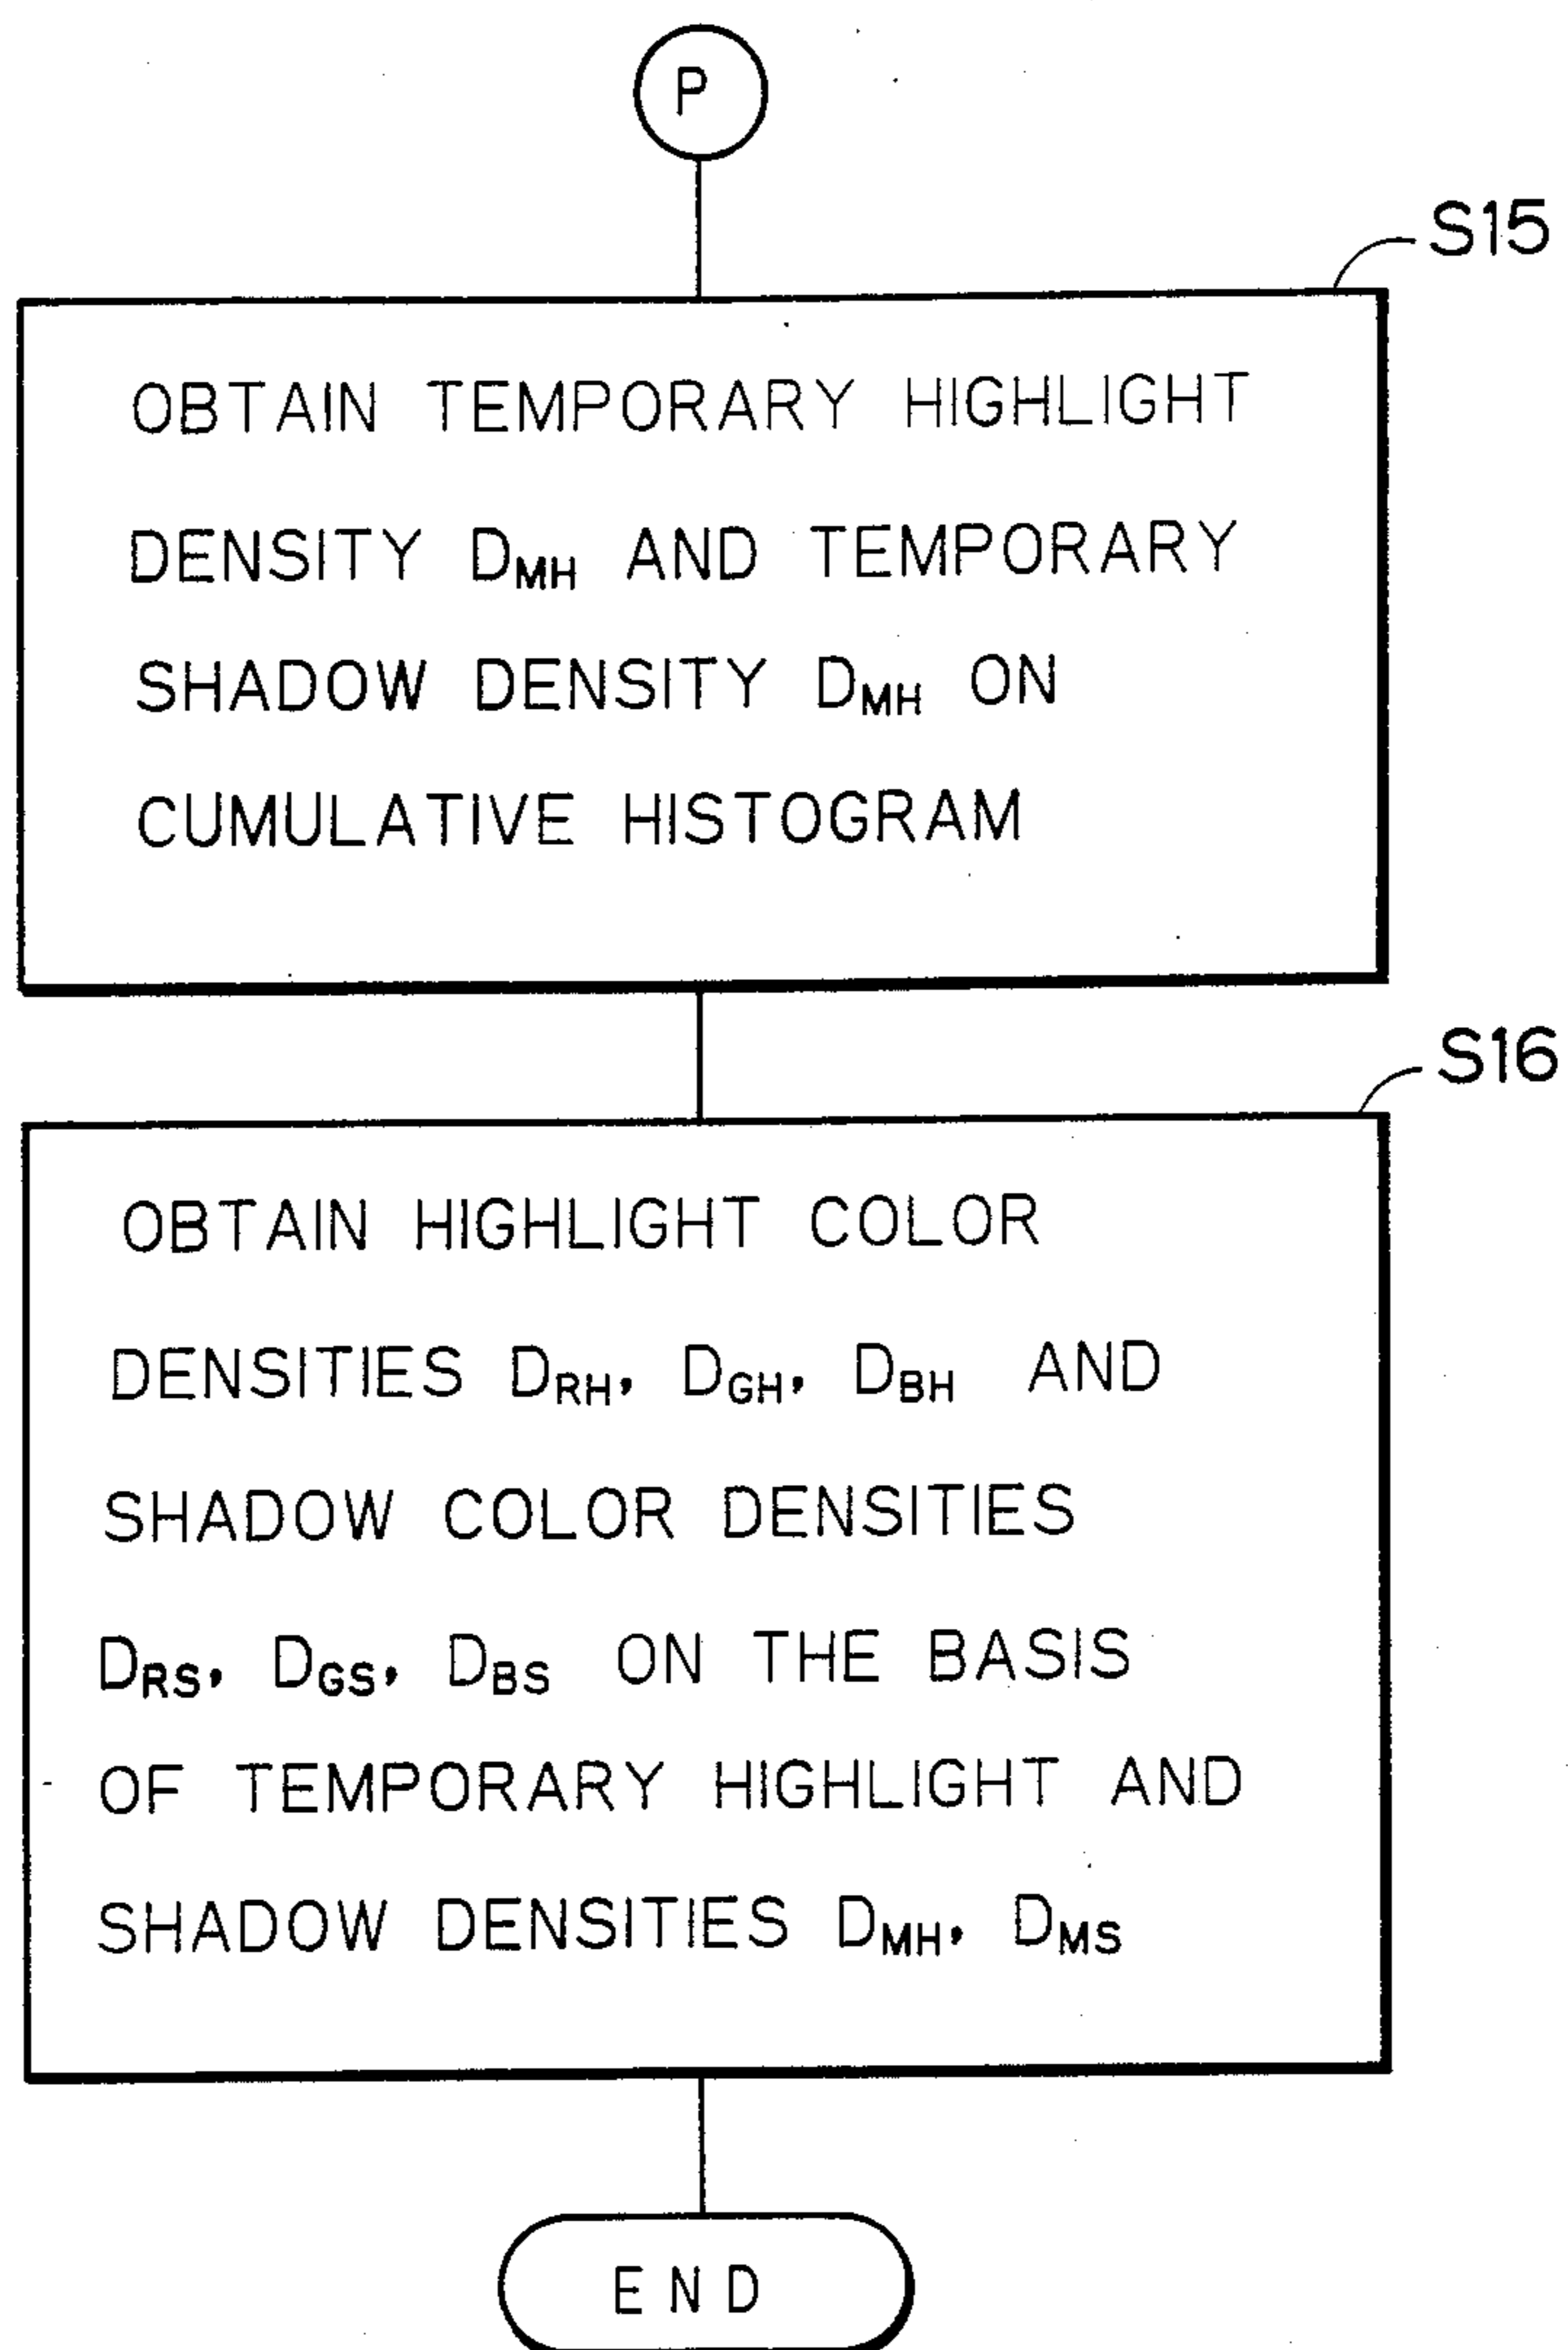 P
S15
OBTAIN TEMPORARY HIGHLIGHT
DENSITY DMH AND TEMPORARY
SHADOW DENSITY DMH ON
CUMULATIVE HISTOGRAM
S16
OBTAIN HIGHLIGHT COLOR
DENSITIES DRH, DGH, DBH AND
SHADOW COLOR DENSITIES
DRS, DGS, DBS ON THE BASIS
OF TEMPORARY HIGHLIGHT AND
SHADOW DENSITIES DMH, DMS
END